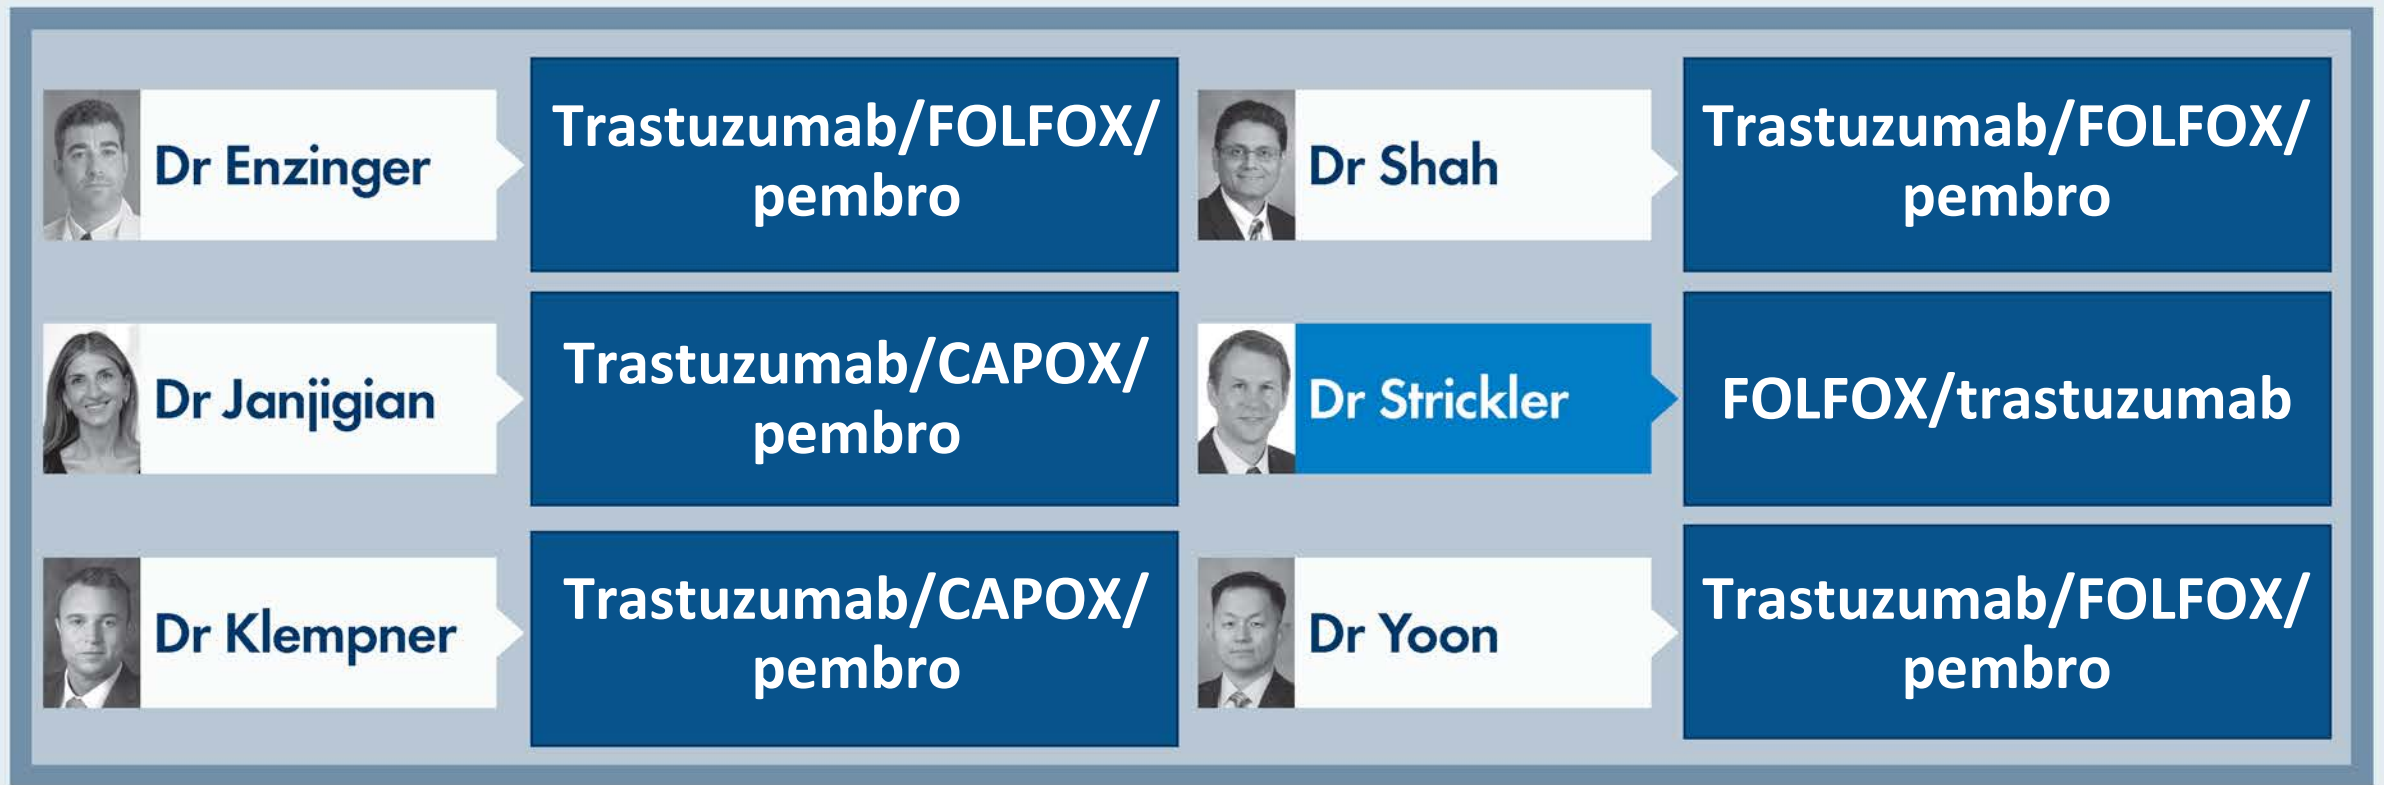 Dr Enzinger
Trastuzumab/FOLFOX/
pembro
Dr Shah
Trastuzumab/FOLFOX/
pembro
Dr Janjigian
Trastuzumab/CAPOX/
pembro
Dr Strickler
FOLFOX/trastuzumab
Dr Klempner
Trastuzumab/CAPOX/
pembro
Dr Yoon
Trastuzumab/FOLFOX/
pembro